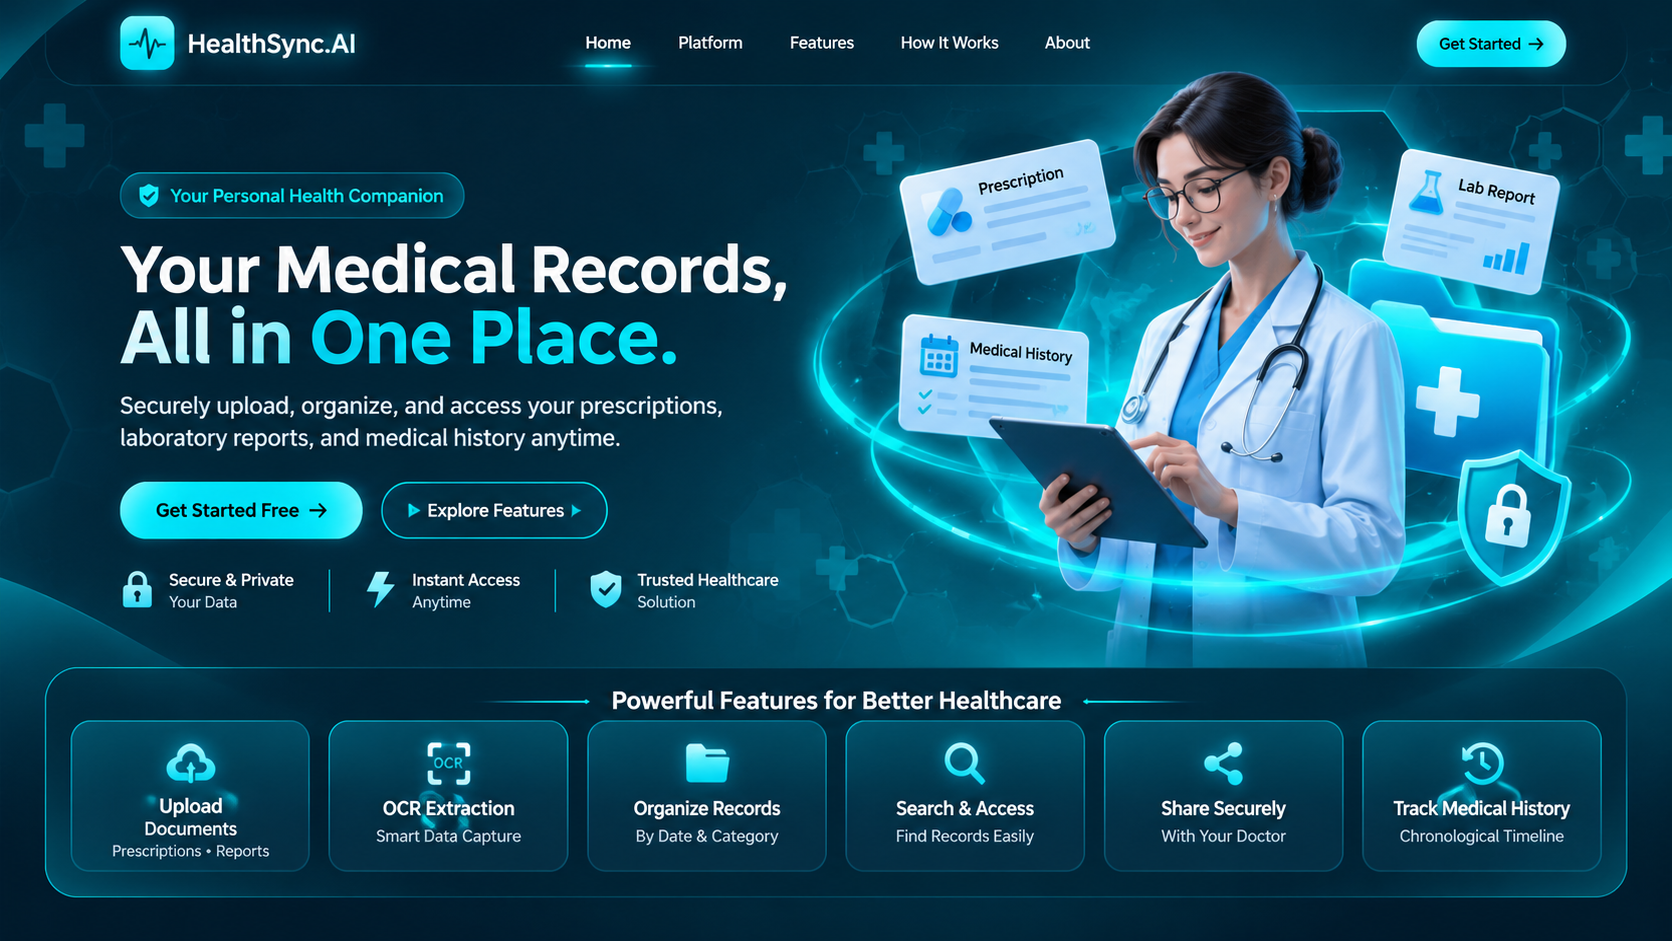 HealthSync.AI
Home
Platform
Features
How It Works
About
Get Started →
Your Personal Health Companion
Your Medical Records,
All in One Place.
Securely upload, organize, and access your prescriptions,
laboratory reports, and medical history anytime.
Get Started Free →
Explore Features
Secure & Private
Your Data
Instant Access
Anytime
Trusted Healthcare
Solution
Prescription
Lab Report
Medical History
Powerful Features for Better Healthcare
Upload
Documents
Prescriptions • Reports
OCR
OCR Extraction
Smart Data Capture
Organize Records
By Date & Category
Search & Access
Find Records Easily
Share Securely
With Your Doctor
Track Medical History
Chronological Timeline